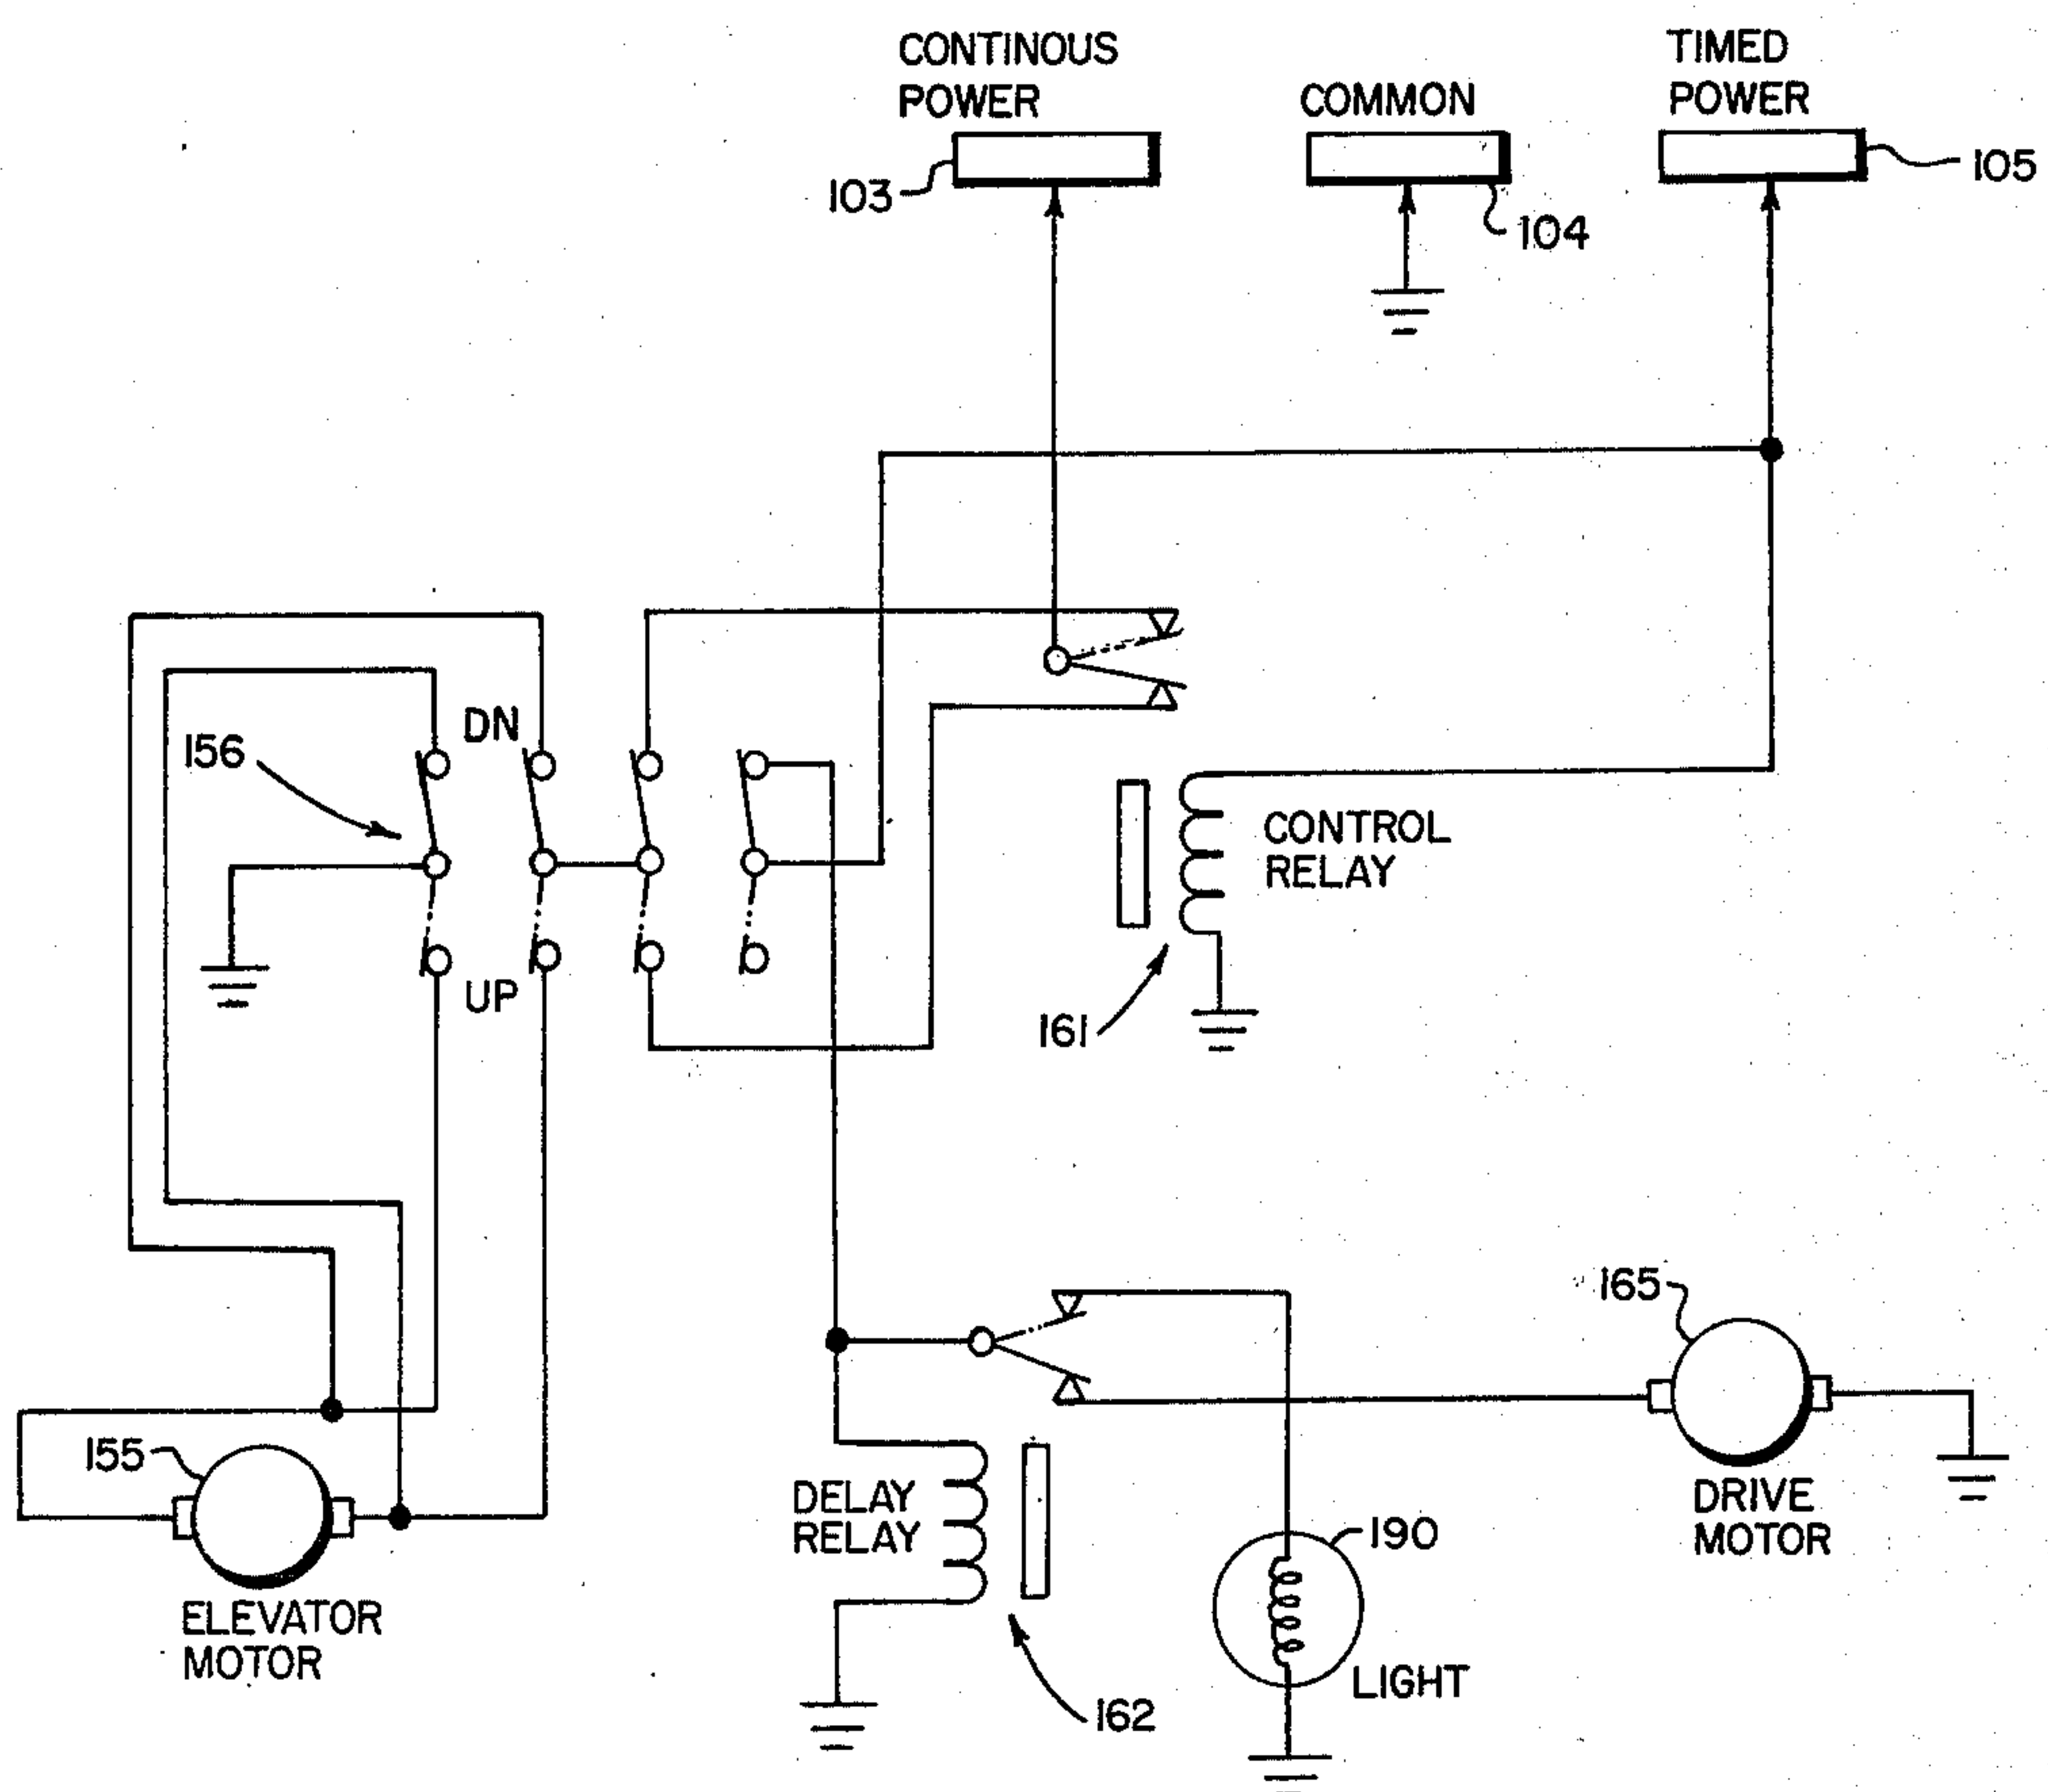 CONTINOUS
POWER
COMMON
TIMED
POWER
103
104
105
DN
156
UP
CONTROL
RELAY
161
165
155
DELAY
RELAY
190
DRIVE
MOTOR
ELEVATOR
MOTOR
LIGHT
162